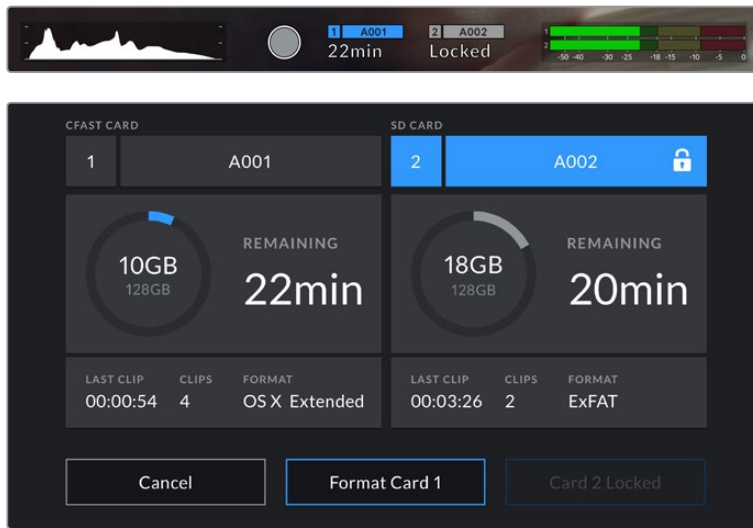 1 A001 2 A002
22min Locked
1
2
-50 -40 -30 -25 -18 -15 -10 -5 0
CFAST CARD SD CARD
1 A001 2 A002
10GB REMAINING 18GB REMAINING
128GB 22min 128GB 20min
LAST CLIP CLIPS FORMAT LAST CLIP CLIPS FORMAT
00:00:54 4 OS X Extended 00:03:26 2 ExFAT
Cancel Format Card 1 Card 2 Locked